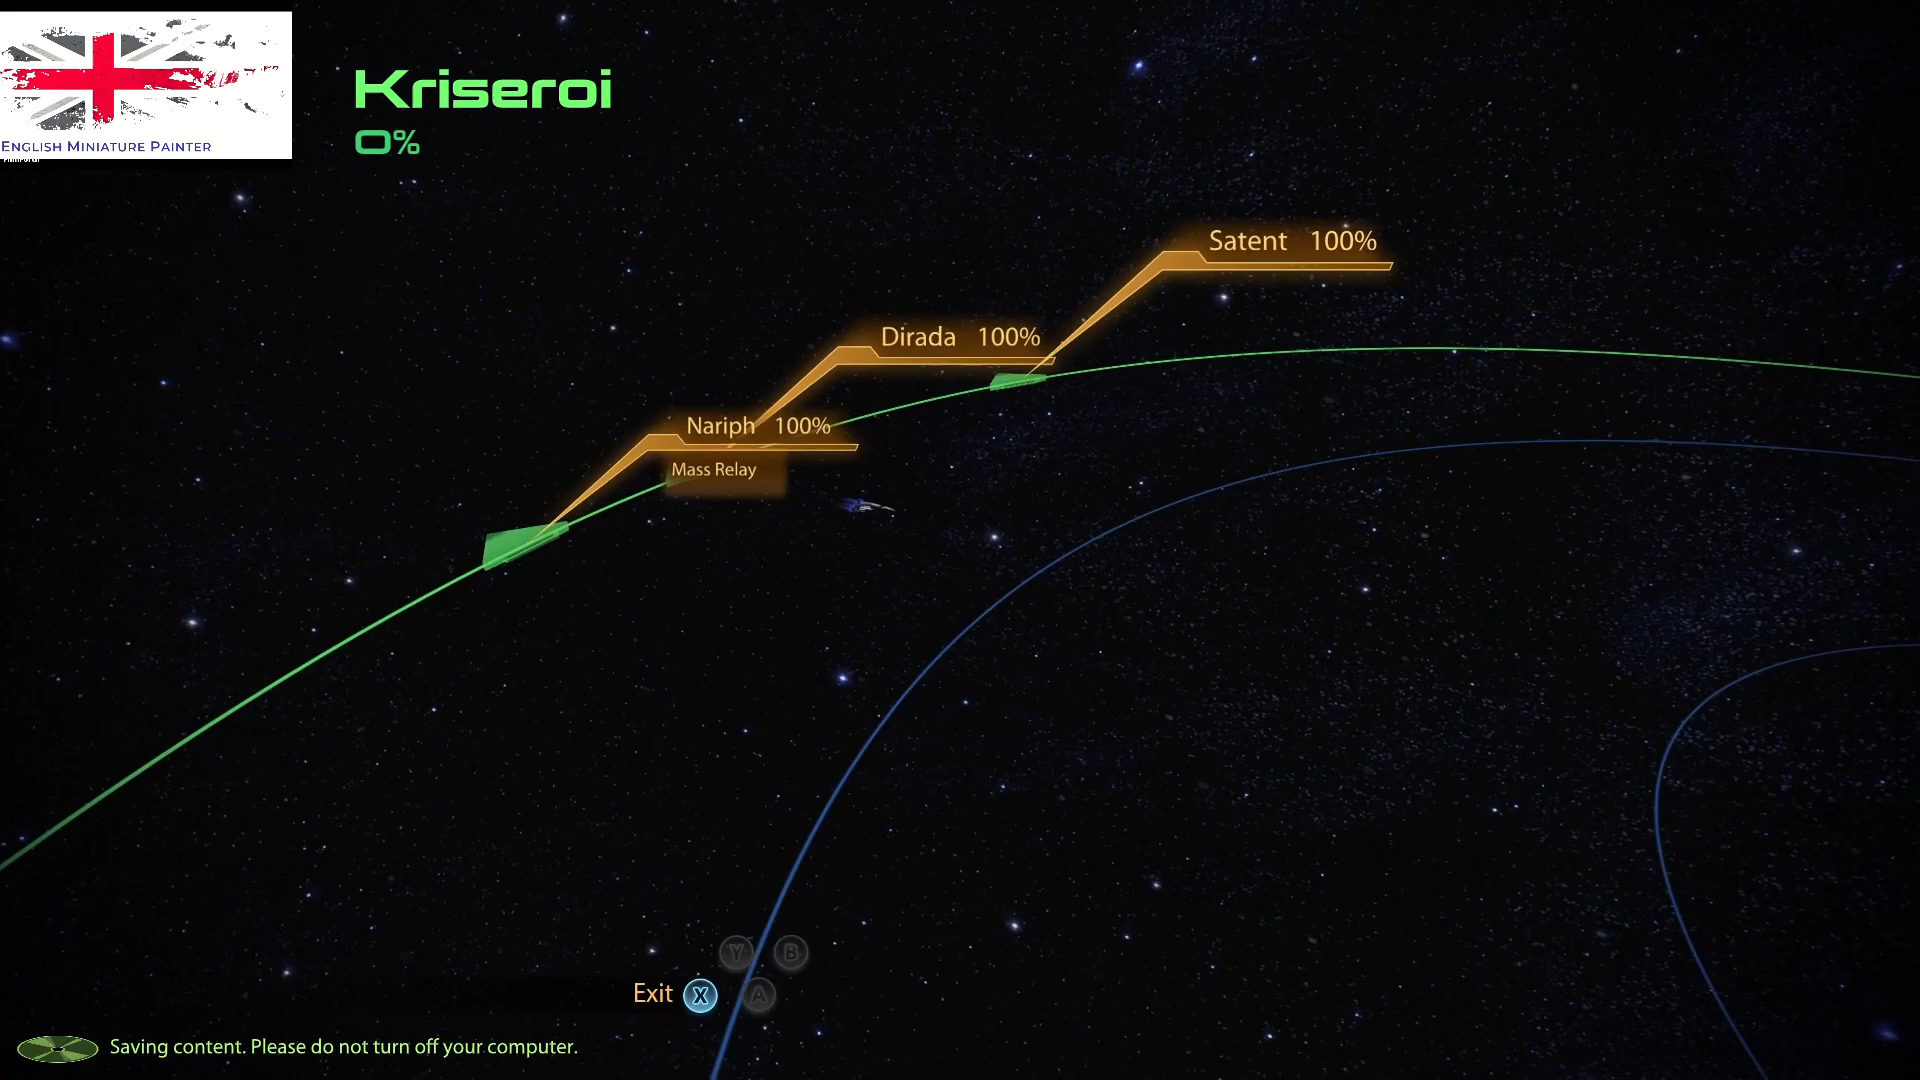 ENGLISH MINIATURE PAINTER
Kriseroi
0%
Satent 100%
Dirada 100%
Nariph 100%
Mass Relay
Y B
Exit X A
Saving content. Please do not turn off your computer.